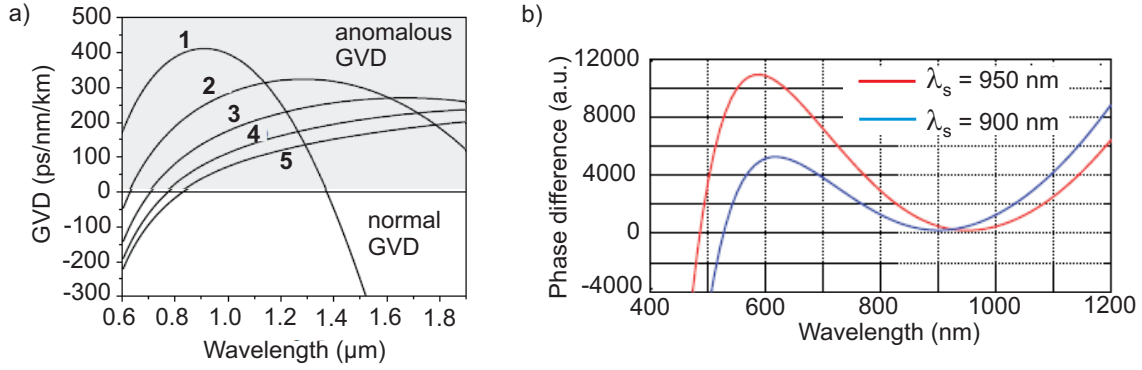 a)
500
400
300
200
100
0
-100
-200
-300
GVD (ps/nm/km)
1
2
3
4
5
anomalous
GVD
normal
GVD
0.6 0.8 1.0 1.2 1.4 1.6 1.8
Wavelength (µm)
b)
12000
8000
4000
0
-4000
Phase difference (a.u.)
λs = 950 nm
λs = 900 nm
400 600 800 1000 1200
Wavelength (nm)